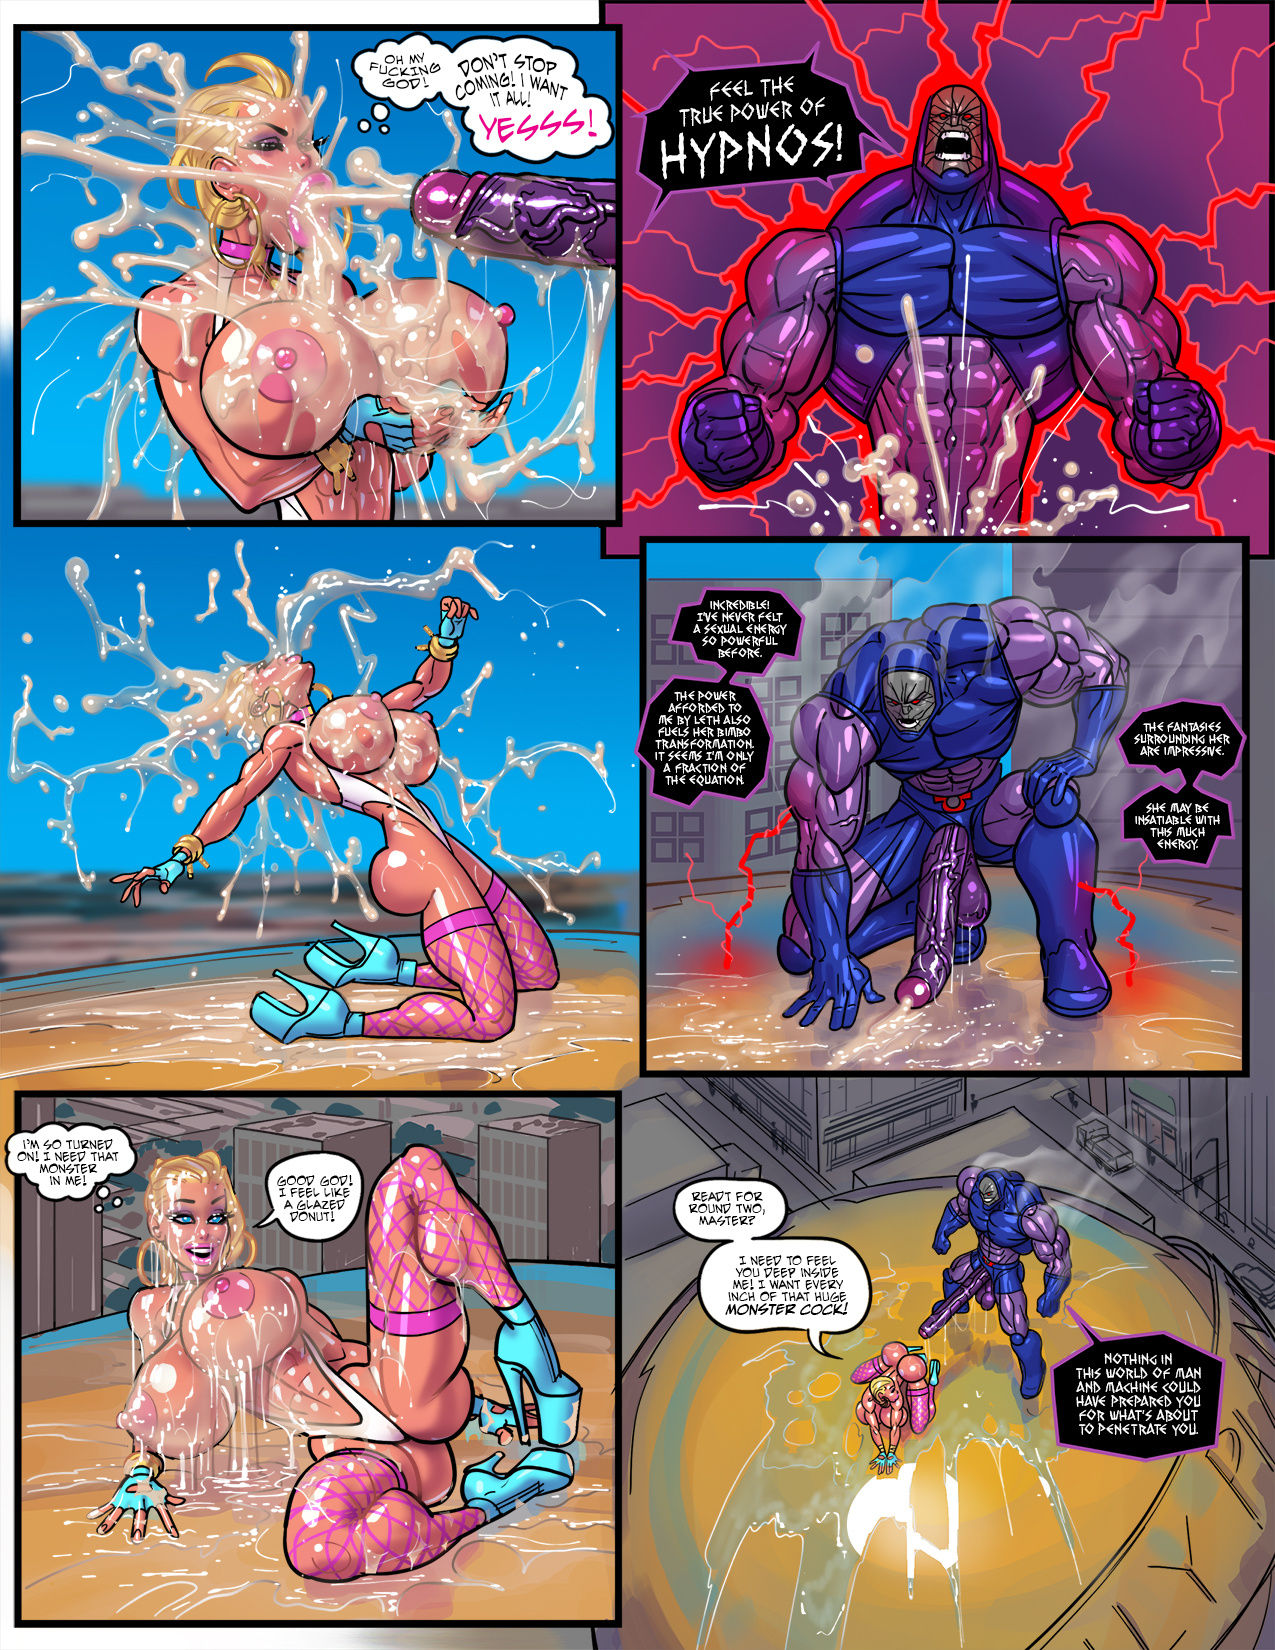 OH MY
FUCKING
GOD!
DON'T STOP
COMING! I WANT
IT ALL!
YESSS!
FEEL THE
TRUE POWER OF
HYPNOS!
INCREDIBLE!
I'VE NEVER FELT
A SEXUAL ENERGY
SO POWERFUL
BEFORE.
THE POWER
AFFORDED TO
ME BY LETH ALSO
FUELS HER BIMBO
TRANSFORMATION.
IT SEEMS I'M ONLY
A FRACTION OF
THE EQUATION.
THE FANTASIES
SURROUNDING HER
ARE IMPRESSIVE.
SHE MAY BE
INSATIABLE WITH
THIS MUCH
ENERGY.
I'M SO TURNED
ON! I NEED THAT
MONSTER
IN ME!
GOOD GOD!
I FEEL LIKE
A GLAZED
DONUT!
READT FOR
ROUND TWO,
MASTER?
I NEED TO FEEL
YOU DEEP INSIDE
ME! I WANT EVERY
INCH OF THAT HUGE
MONSTER COCK!
NOTHING IN
THIS WORLD OF MAN
AND MACHINE COULD
HAVE PREPARED YOU
FOR WHAT'S ABOUT
TO PENETRATE YOU.